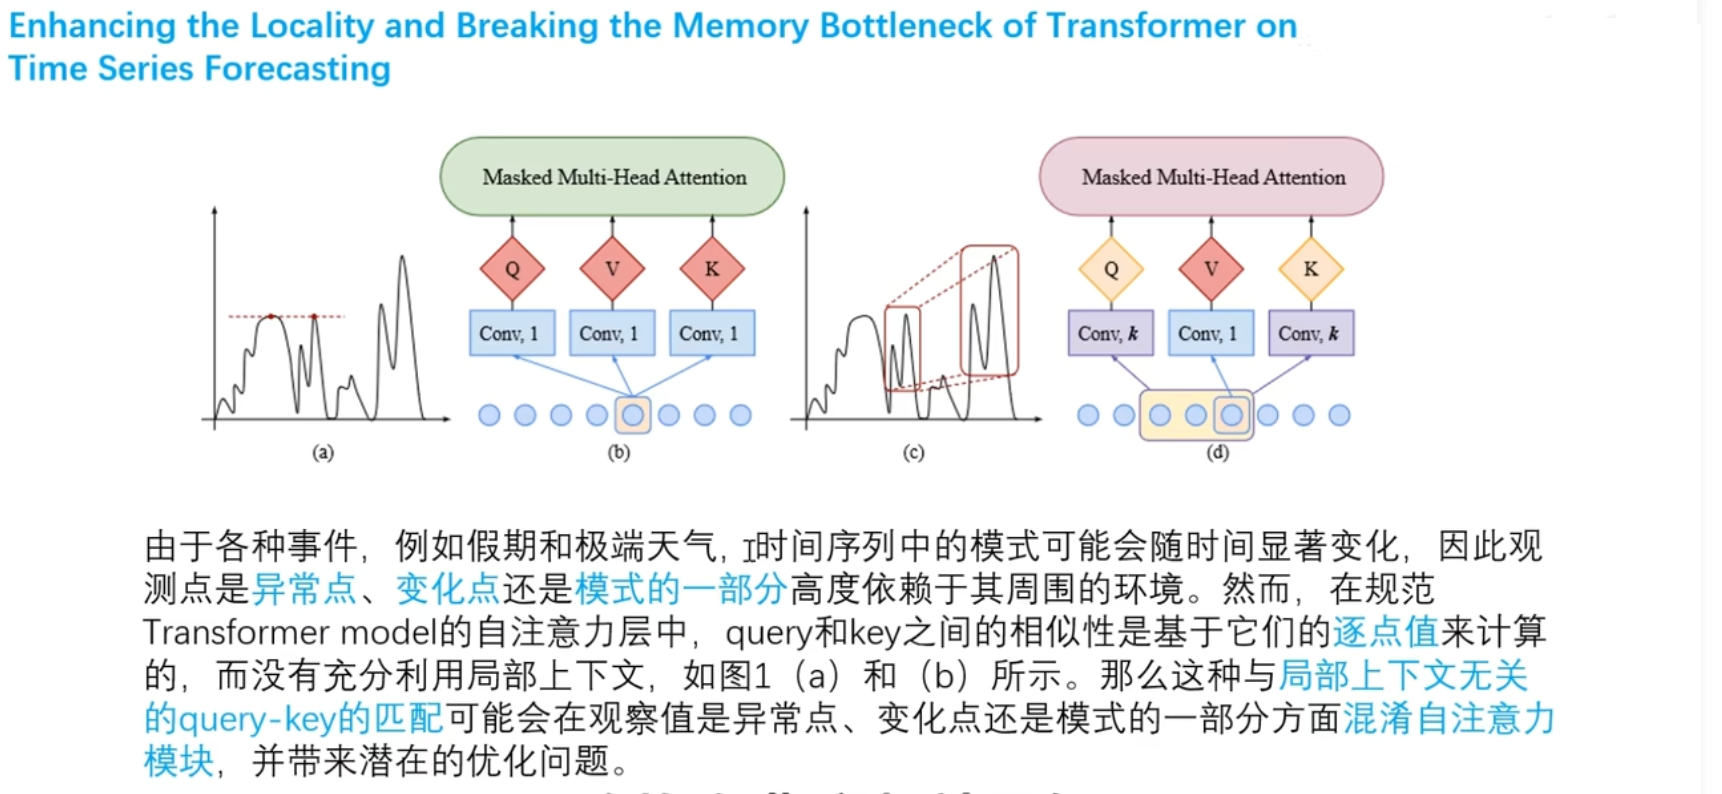 Enhancing the Locality and Breaking the Memory Bottleneck of Transformer on
Time Series Forecasting
Masked Multi-Head Attention
Masked Multi-Head Attention
Q
V
K
Q
V
K
Conv, 1
Conv, 1
Conv, 1
Conv, k
Conv, 1
Conv, k
(a)
(b)
(c)
(d)
由于各种事件，例如假期和极端天气，时间序列中的模式可能会随时间显著变化，因此观
测点是异常点、变化点还是模式的一部分高度依赖于其周围的环境。然而，在规范
Transformer model的自注意力层中，query和key之间的相似性是基于它们的逐点值来计算
的，而没有充分利用局部上下文，如图1（a）和（b）所示。那么这种与局部上下文无关
的query-key的匹配可能会在观察值是异常点、变化点还是模式的一部分方面混淆自注意力
模块，并带来潜在的优化问题。